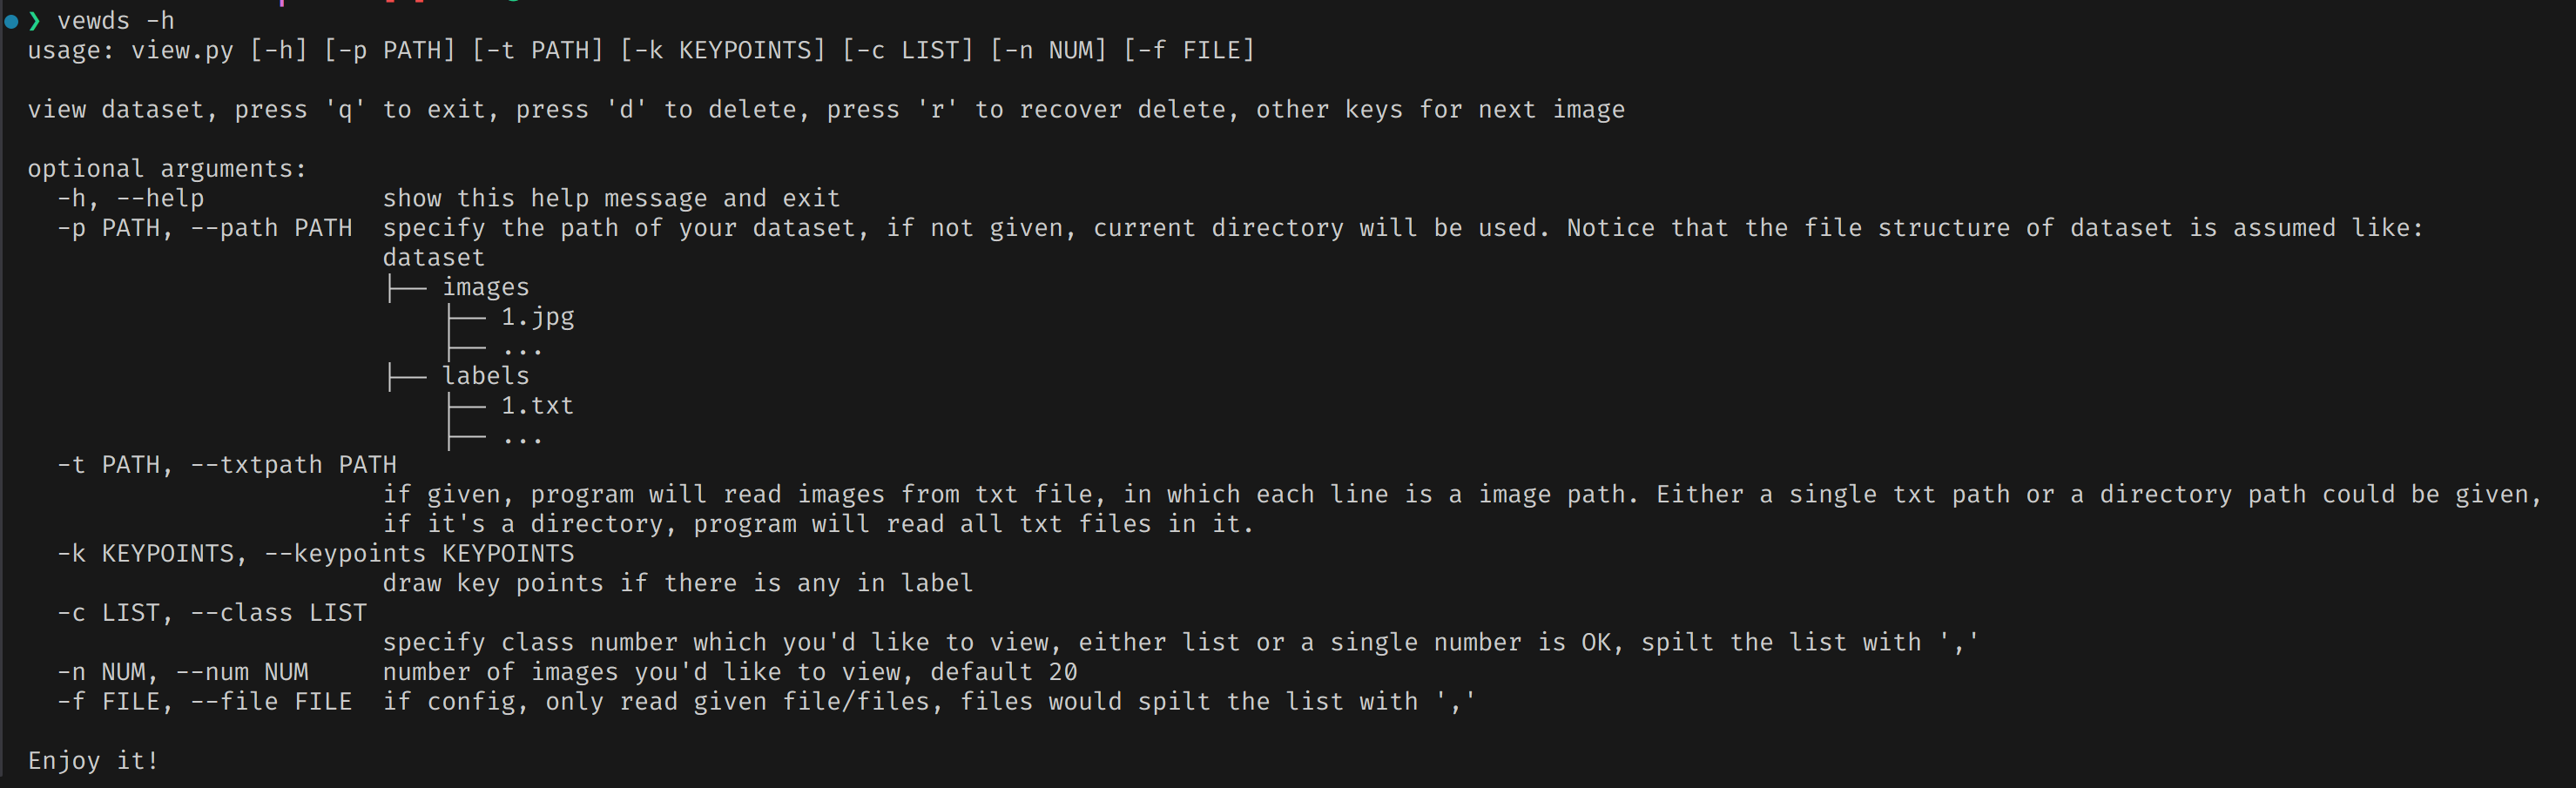 ❯ vewds -h
usage: view.py [-h] [-p PATH] [-t PATH] [-k KEYPOINTS] [-c LIST] [-n NUM] [-f FILE]

view dataset, press 'q' to exit, press 'd' to delete, press 'r' to recover delete, other keys for next image

optional arguments:
  -h, --help            show this help message and exit
  -p PATH, --path PATH  specify the path of your dataset, if not given, current directory will be used. Notice that the file structure of dataset is assumed like:
                        dataset
                        ├── images
                            ├── 1.jpg
                            ├── ...
                        ├── labels
                            ├── 1.txt
                            ├── ...
  -t PATH, --txtpath PATH
                        if given, program will read images from txt file, in which each line is a image path. Either a single txt path or a directory path could be given,
                        if it's a directory, program will read all txt files in it.
  -k KEYPOINTS, --keypoints KEYPOINTS
                        draw key points if there is any in label
  -c LIST, --class LIST
                        specify class number which you'd like to view, either list or a single number is OK, spilt the list with ','
  -n NUM, --num NUM     number of images you'd like to view, default 20
  -f FILE, --file FILE  if config, only read given file/files, files would spilt the list with ','

Enjoy it!